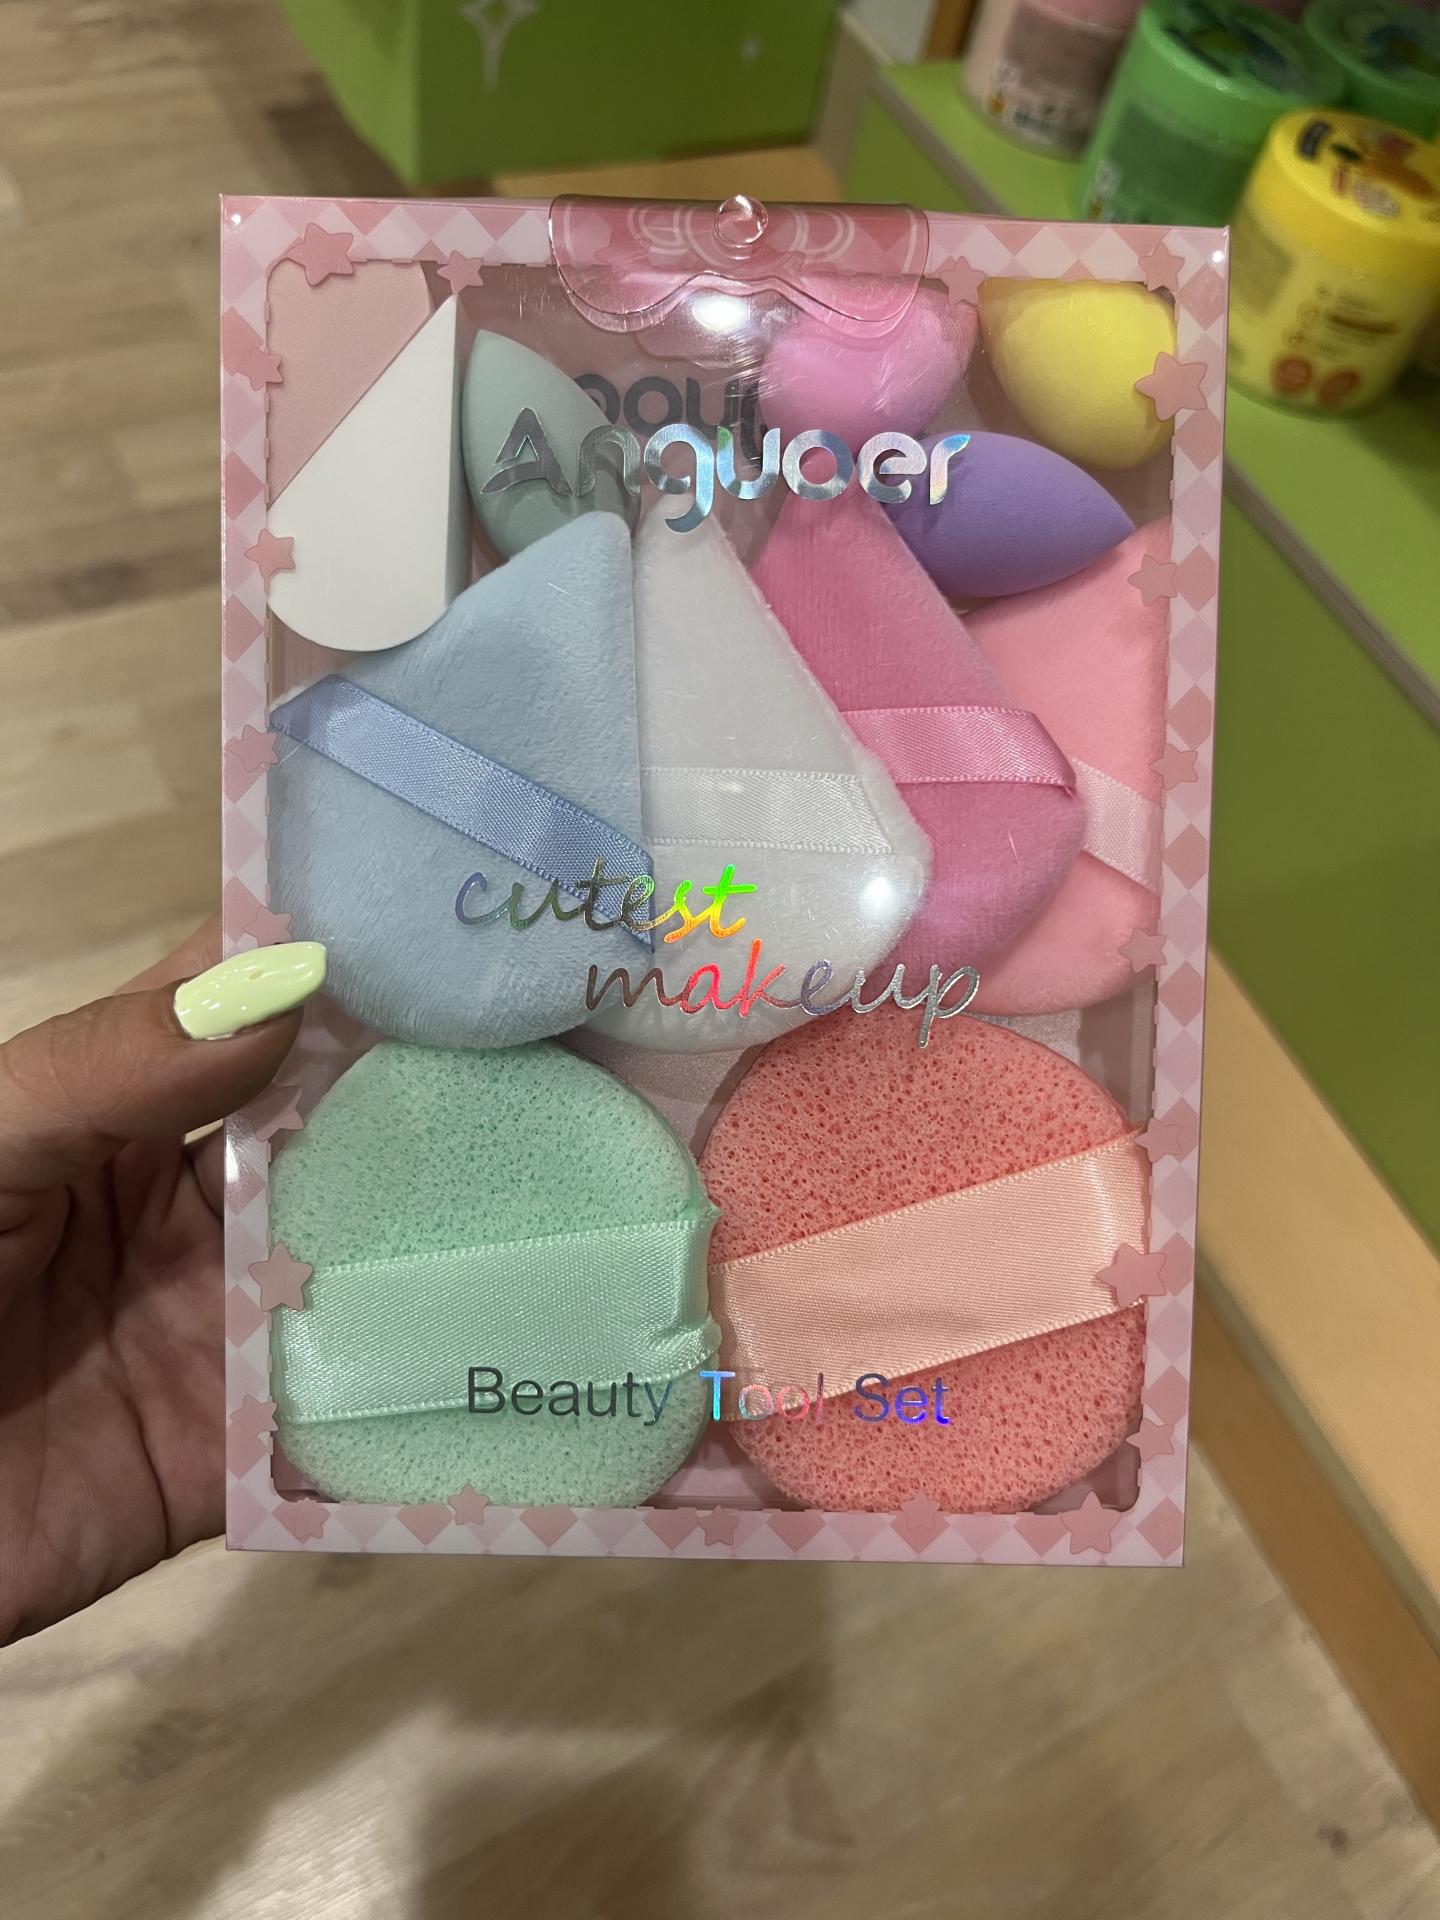 Anguoer
cutest
makeup
Beauty Tool Set